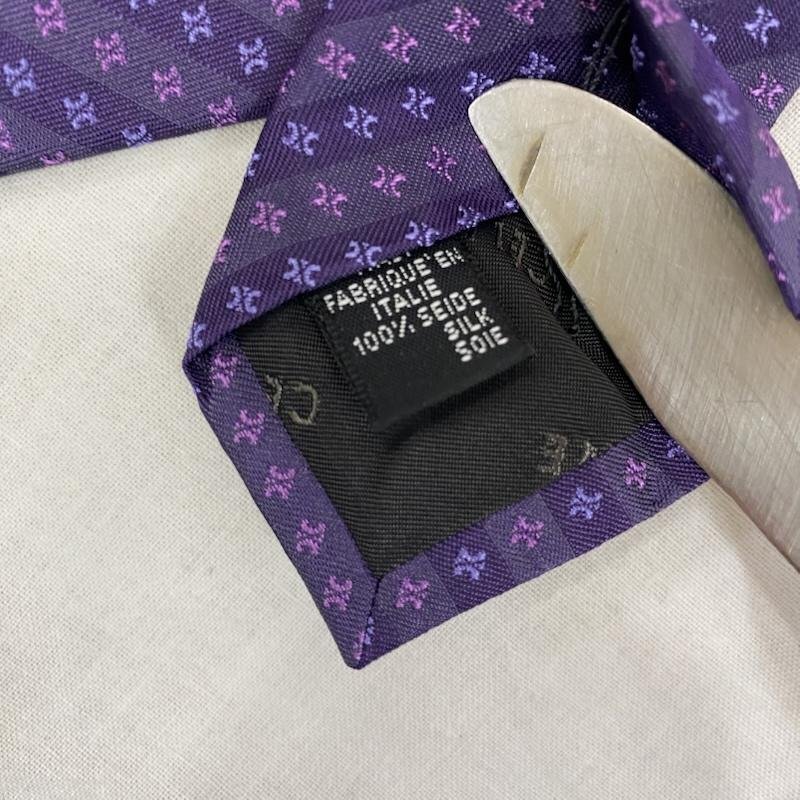 FABRIQUE EN
ITALIE
100% SEIDE
SILK
SOIE